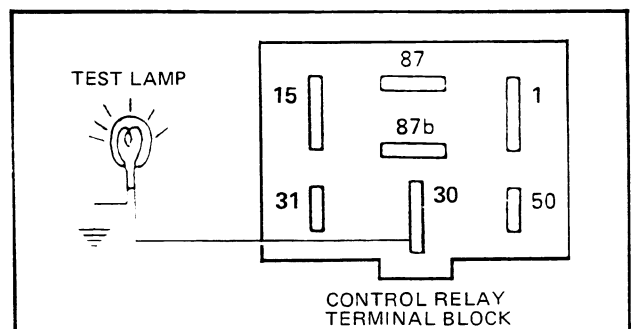 TEST LAMP
87
15
1
87b
31
30
50
CONTROL RELAY
TERMINAL BLOCK